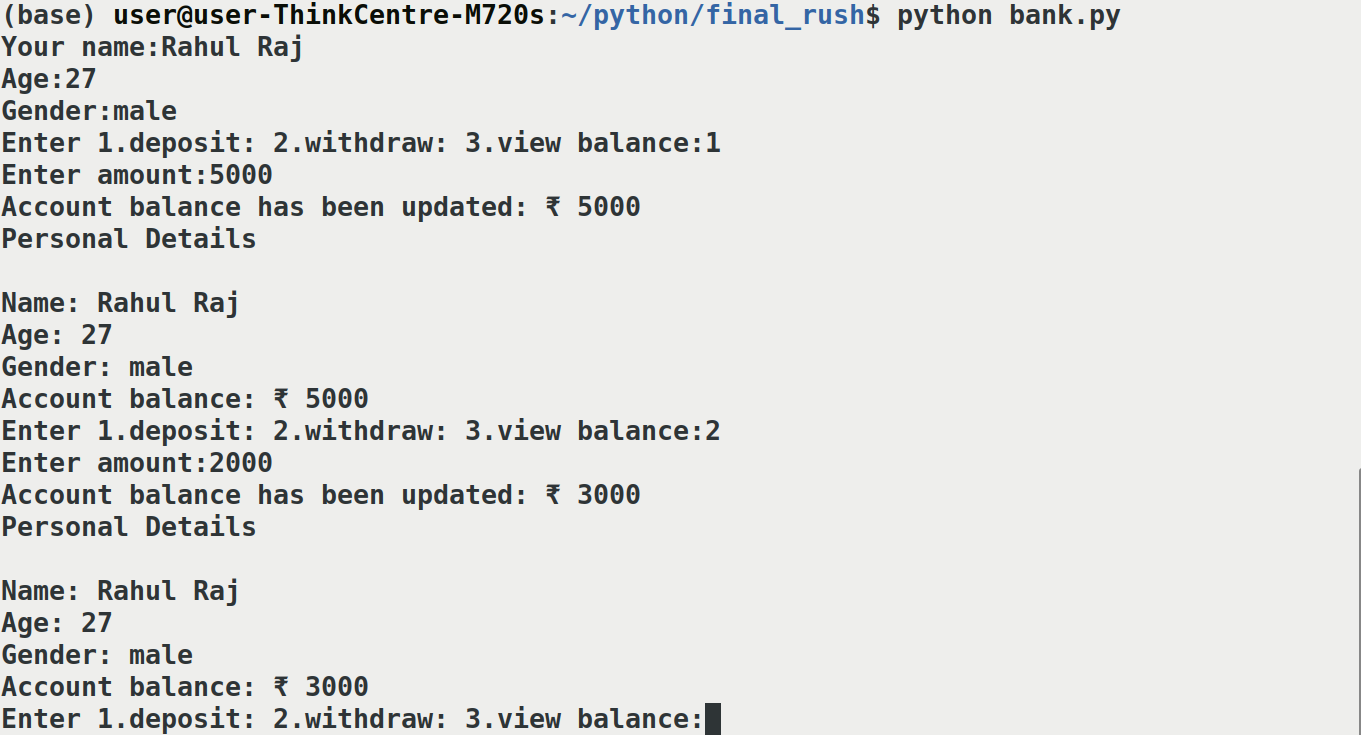 (base) user@user-ThinkCentre-M720s:~/python/final_rush$ python bank.py
Your name:Rahul Raj
Age:27
Gender:male
Enter 1.deposit: 2.withdraw: 3.view balance:1
Enter amount:5000
Account balance has been updated: ₹ 5000
Personal Details

Name: Rahul Raj
Age: 27
Gender: male
Account balance: ₹ 5000
Enter 1.deposit: 2.withdraw: 3.view balance:2
Enter amount:2000
Account balance has been updated: ₹ 3000
Personal Details

Name: Rahul Raj
Age: 27
Gender: male
Account balance: ₹ 3000
Enter 1.deposit: 2.withdraw: 3.view balance: